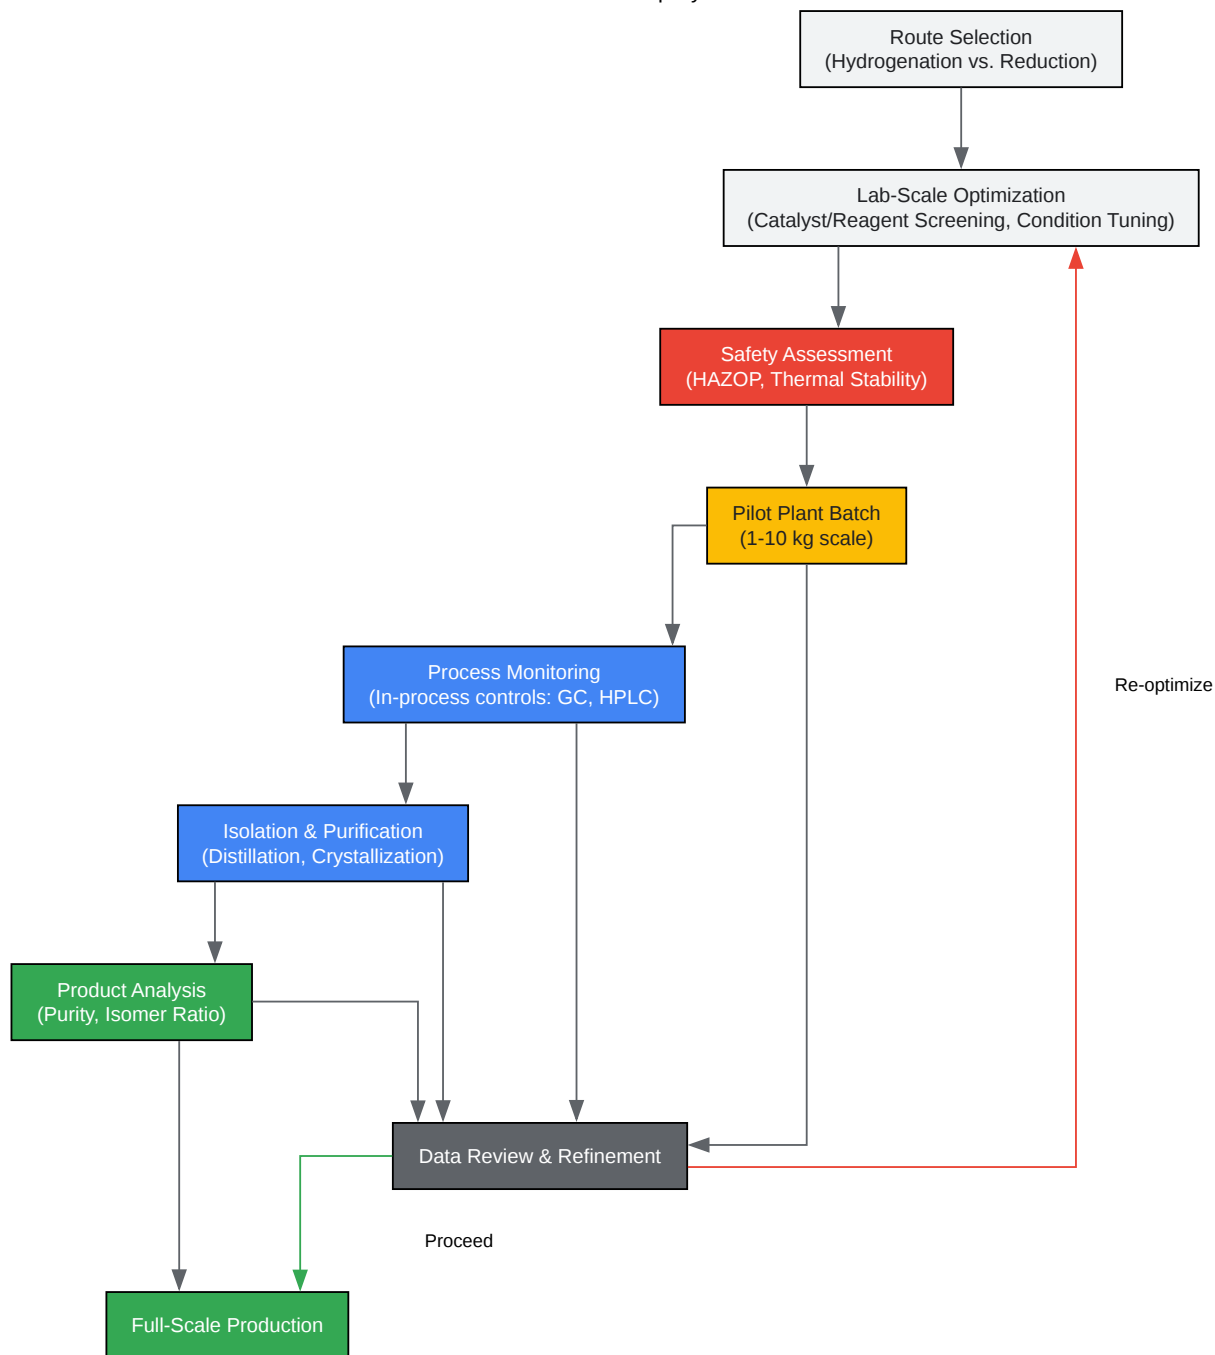 Route Selection
(Hydrogenation vs. Reduction)
Lab-Scale Optimization
(Catalyst/Reagent Screening, Condition Tuning)
Safety Assessment
(HAZOP, Thermal Stability)
Pilot Plant Batch
(1-10 kg scale)
Process Monitoring
(In-process controls: GC, HPLC)
Re-optimize
Isolation & Purification
(Distillation, Crystallization)
Product Analysis
(Purity, Isomer Ratio)
Data Review & Refinement
Proceed
Full-Scale Production